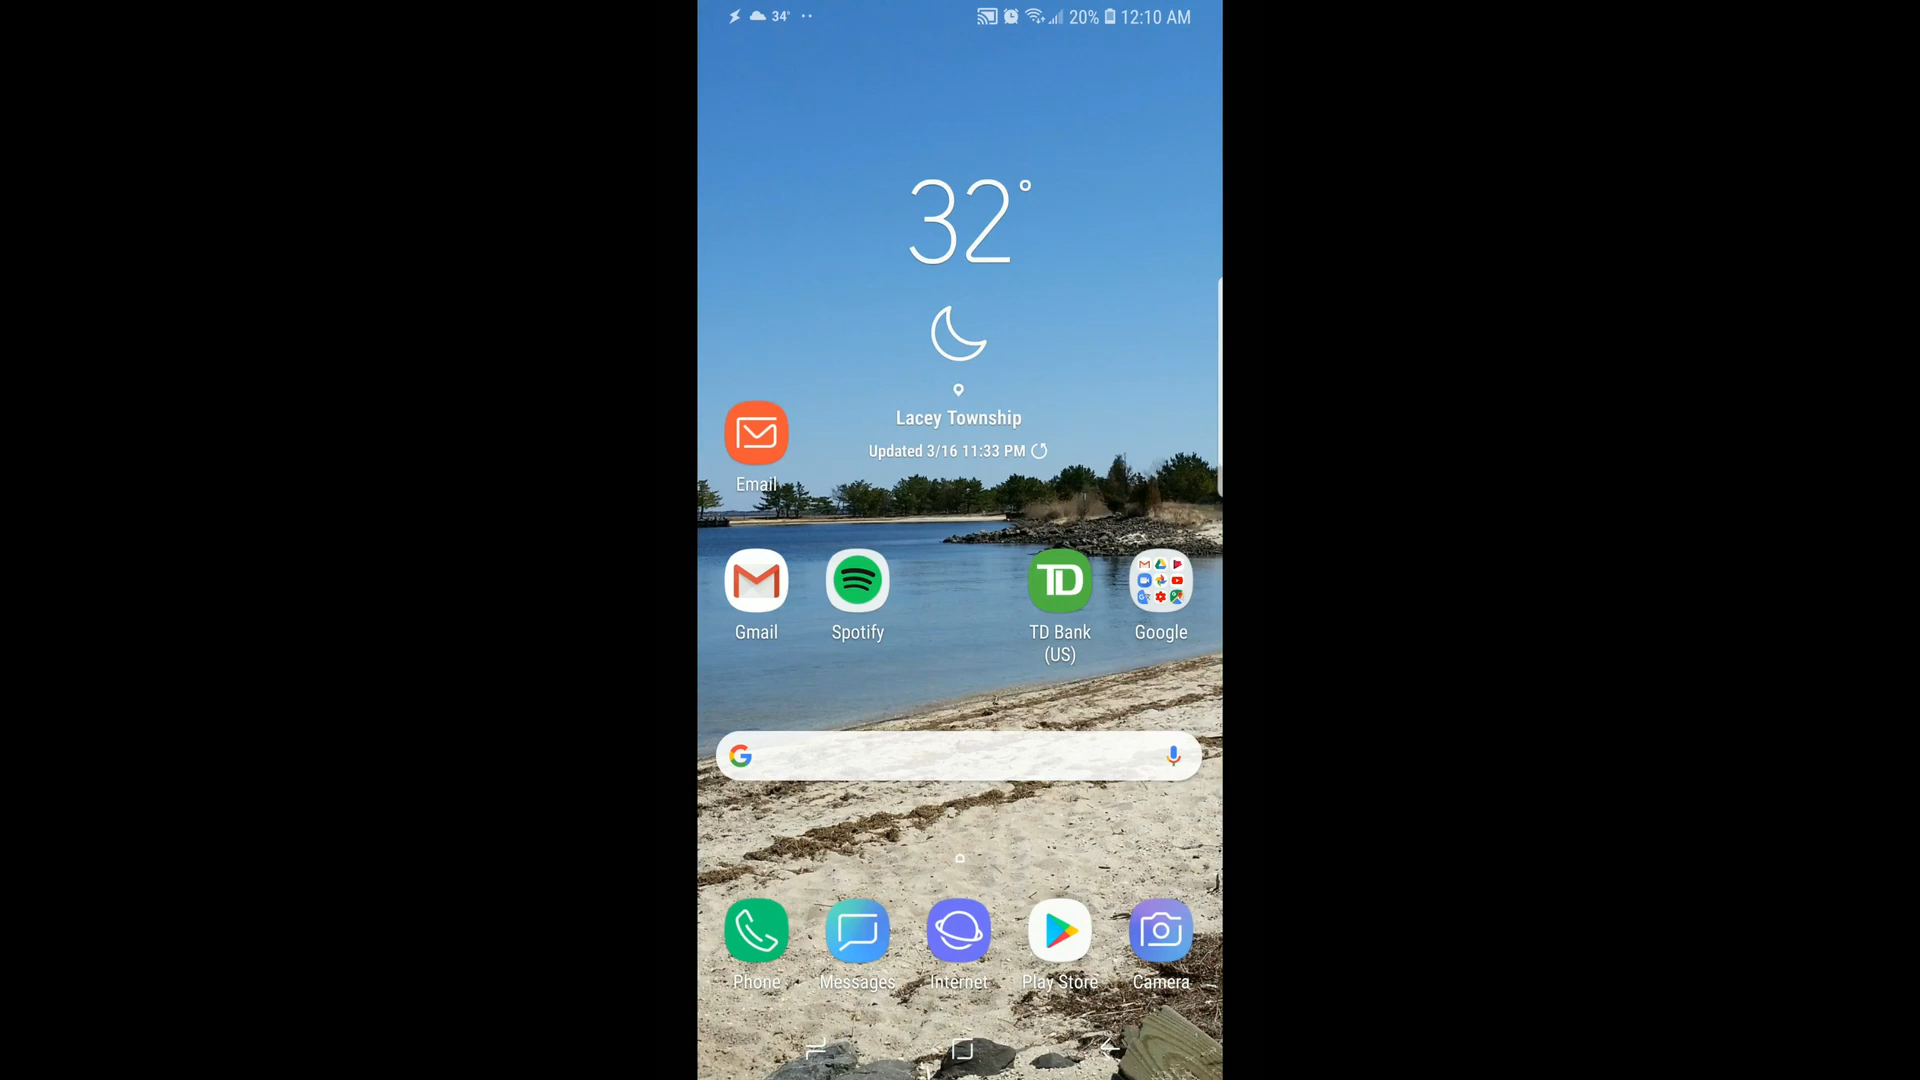 34° 20% 12:10 AM
32°
Lacey Township
Updated 3/16 11:33 PM
Email
TD
Gmail Spotify TD Bank Google
(US)
G
Phone Messages Internet Play Store Camera